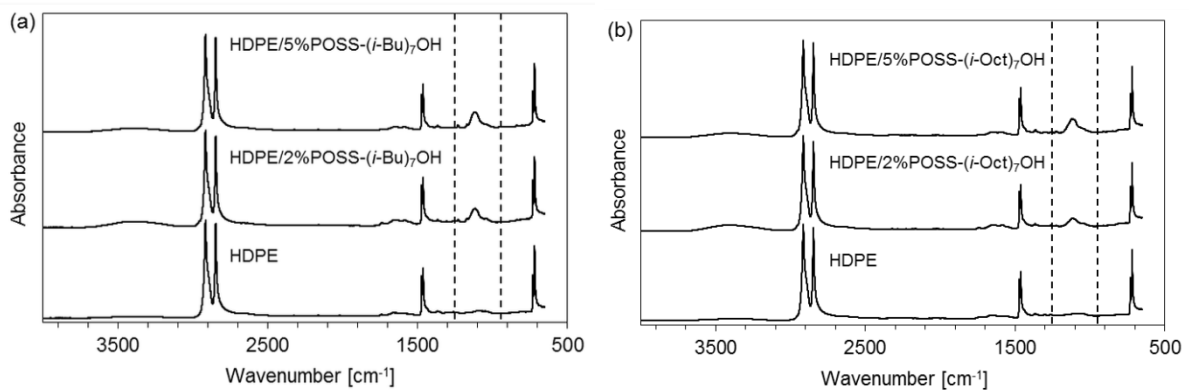 (a)
HDPE/5%POSS-(i-Bu)₇OH
HDPE/2%POSS-(i-Bu)₇OH
HDPE
Absorbance
3500 2500 1500 500
Wavenumber [cm⁻¹]
(b)
HDPE/5%POSS-(i-Oct)₇OH
HDPE/2%POSS-(i-Oct)₇OH
HDPE
Absorbance
3500 2500 1500 500
Wavenumber [cm⁻¹]